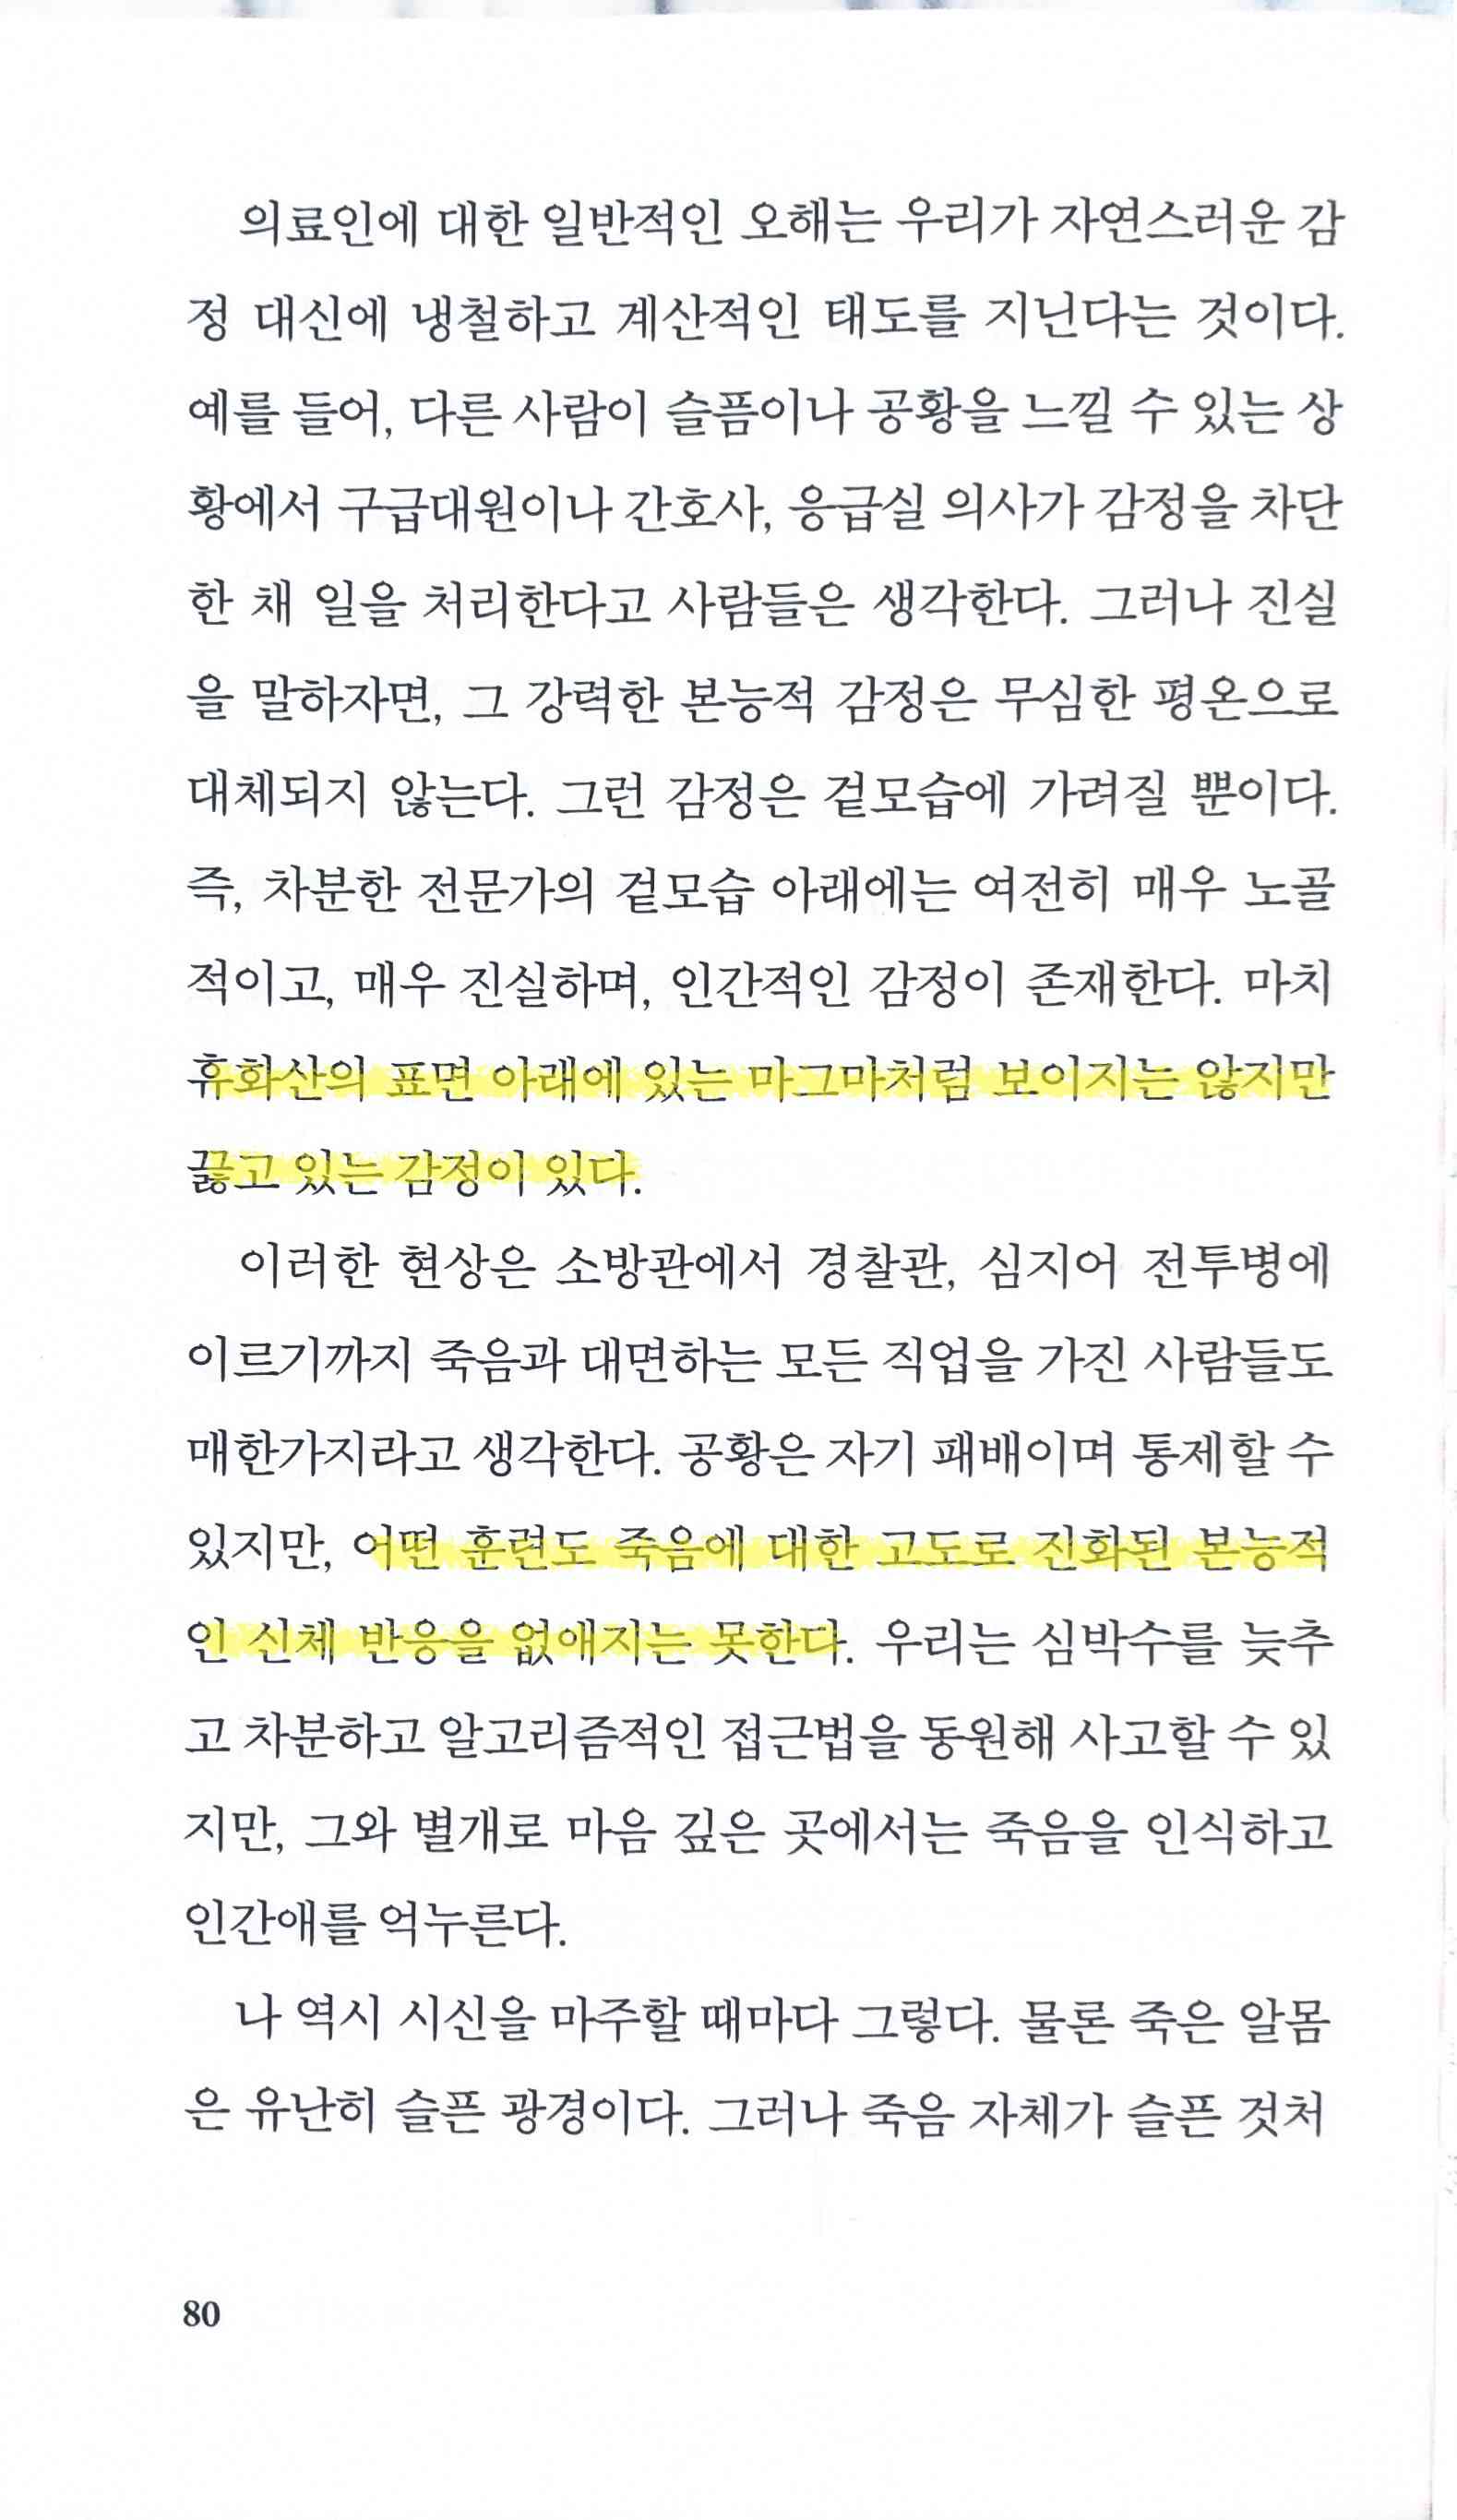 의료인에 대한 일반적인 오해는 우리가 자연스러운 감
정 대신에 냉철하고 계산적인 태도를 지닌다는 것이다.
예를 들어, 다른 사람이 슬픔이나 공황을 느낄 수 있는 상
황에서 구급대원이나 간호사, 응급실 의사가 감정을 차단
한 채 일을 처리한다고 사람들은 생각한다. 그러나 진실
을 말하자면, 그 강력한 본능적 감정은 무심한 평온으로
대체되지 않는다. 그런 감정은 겉모습에 가려질 뿐이다.
즉, 차분한 전문가의 겉모습 아래에는 여전히 매우 노골
적이고, 매우 진실하며, 인간적인 감정이 존재한다. 마치
휴화산의 표면 아래에 있는 마그마처럼 보이지는 않지만
끓고 있는 감정이 있다.
이러한 현상은 소방관에서 경찰관, 심지어 전투병에
이르기까지 죽음과 대면하는 모든 직업을 가진 사람들도
매한가지라고 생각한다. 공황은 자기 패배이며 통제할 수
있지만, 어떤 훈련도 죽음에 대한 고도로 진화된 본능적
인 신체 반응을 없애지는 못한다. 우리는 심박수를 늦추
고 차분하고 알고리즘적인 접근법을 동원해 사고할 수 있
지만, 그와 별개로 마음 깊은 곳에서는 죽음을 인식하고
인간애를 억누른다.
나 역시 시신을 마주할 때마다 그렇다. 물론 죽은 알몸
은 유난히 슬픈 광경이다. 그러나 죽음 자체가 슬픈 것처
80